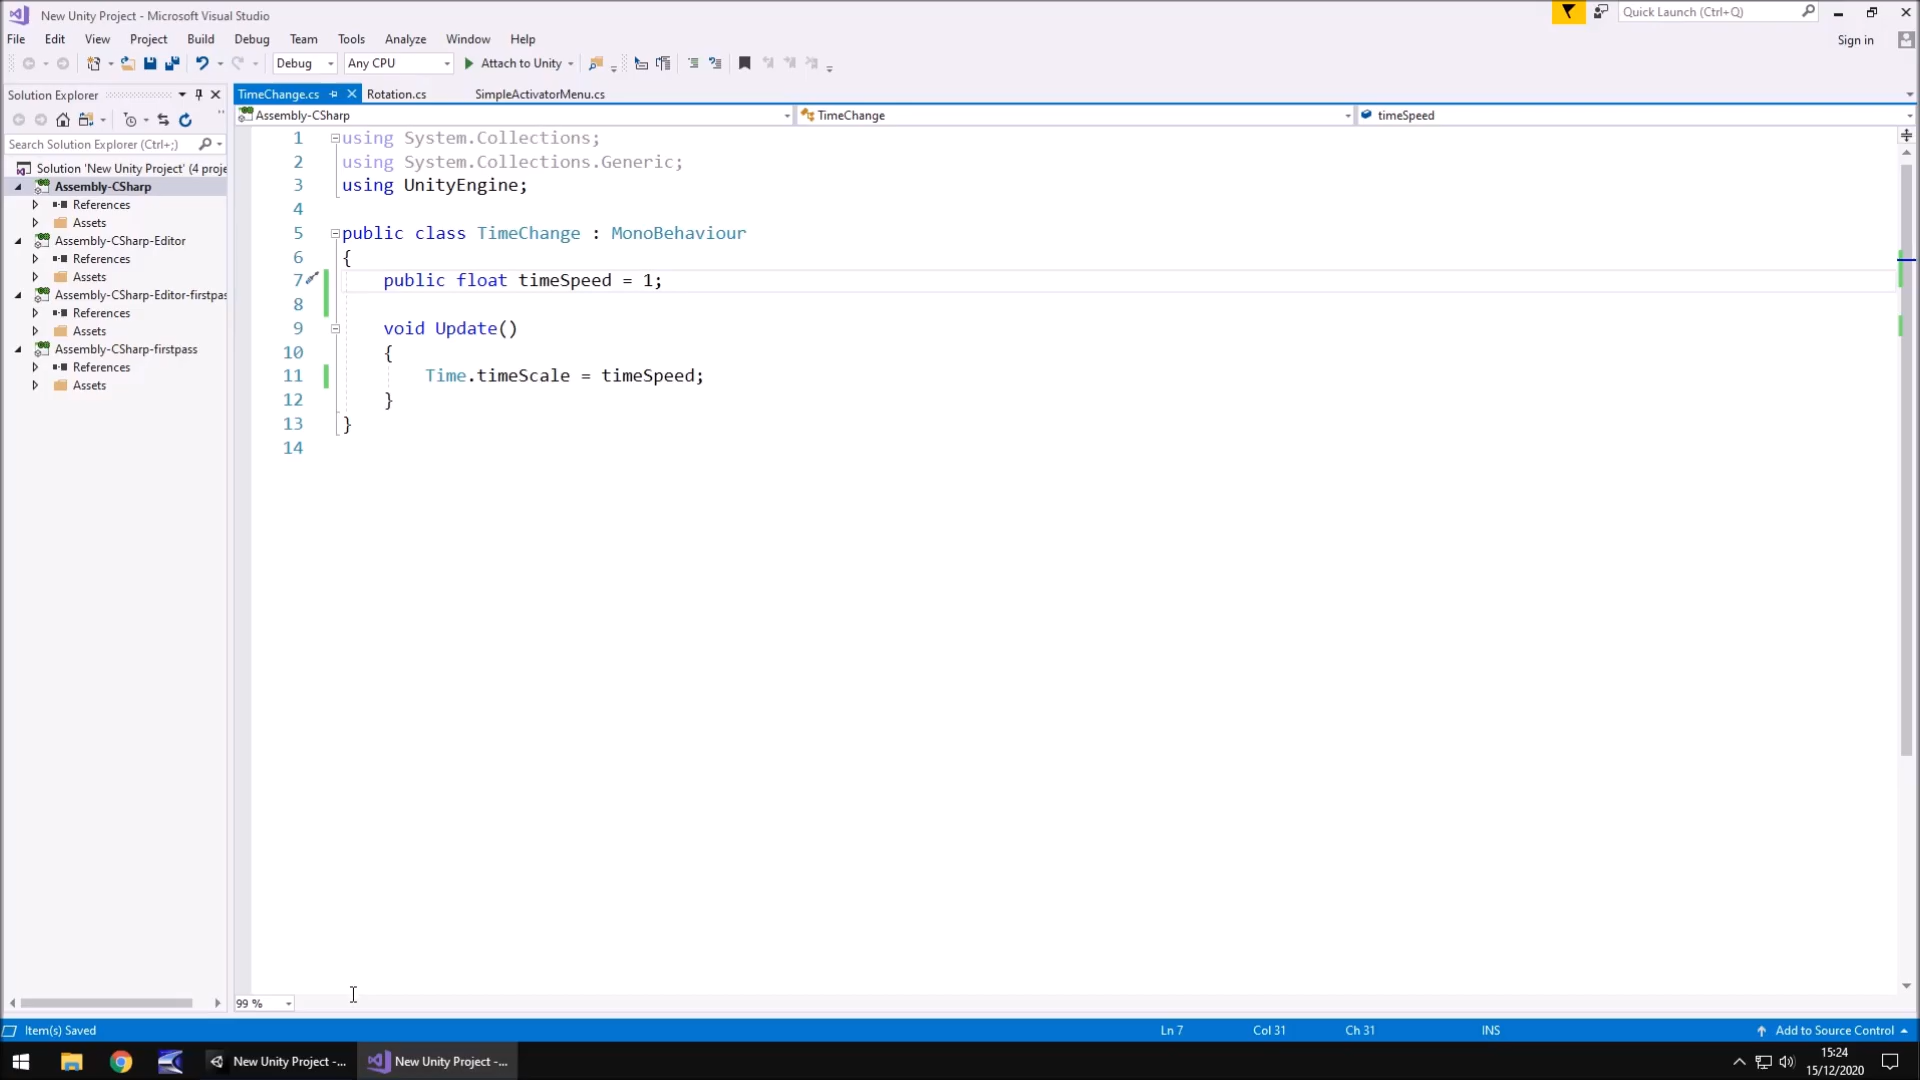 New Unity Project - Microsoft Visual Studio
Quick Launch (Ctrl+Q)
File Edit View Project Build Debug Team Tools Analyze Window Help
Sign in
Debug Any CPU Attach to Unity
Solution Explorer
TimeChange.cs Rotation.cs SimpleActivatorMenu.cs
Assembly-CSharp TimeChange timeSpeed
Search Solution Explorer (Ctrl+;)
Solution 'New Unity Project' (4 proje
Assembly-CSharp
References
Assets
Assembly-CSharp-Editor
References
Assets
Assembly-CSharp-Editor-firstpas
References
Assets
Assembly-CSharp-firstpass
References
Assets
1 using System.Collections;
2 using System.Collections.Generic;
3 using UnityEngine;
4
5 public class TimeChange : MonoBehaviour
6 {
7 public float timeSpeed = 1;
8
9 void Update()
10 {
11 Time.timeScale = timeSpeed;
12 }
13 }
14
99 %
Item(s) Saved
Ln 7 Col 31 Ch 31 INS Add to Source Control
New Unity Project -... New Unity Project -...
15:24
15/12/2020